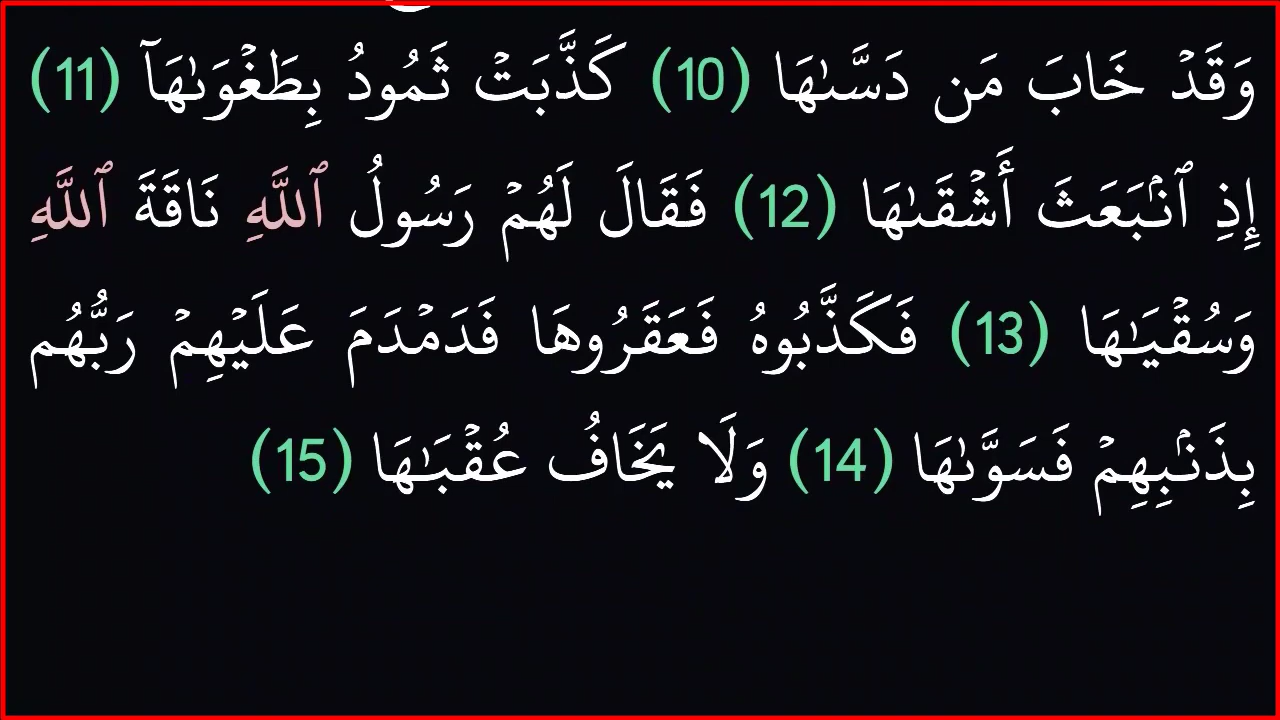 وَقَدۡ خَابَ مَن دَسَّىٰهَا (10) كَذَّبَتۡ ثَمُودُ بِطَغۡوَىٰهَآ (11)
إِذِ ٱنۢبَعَثَ أَشۡقَىٰهَا (12) فَقَالَ لَهُمۡ رَسُولُ ٱللَّهِ نَاقَةَ ٱللَّهِ
وَسُقۡيَـٰهَا (13) فَكَذَّبُوهُ فَعَقَرُوهَا فَدَمۡدَمَ عَلَيۡهِمۡ رَبُّهُم
بِذَنۢبِهِمۡ فَسَوَّىٰهَا (14) وَلَا يَخَافُ عُقۡبَـٰهَا (15)